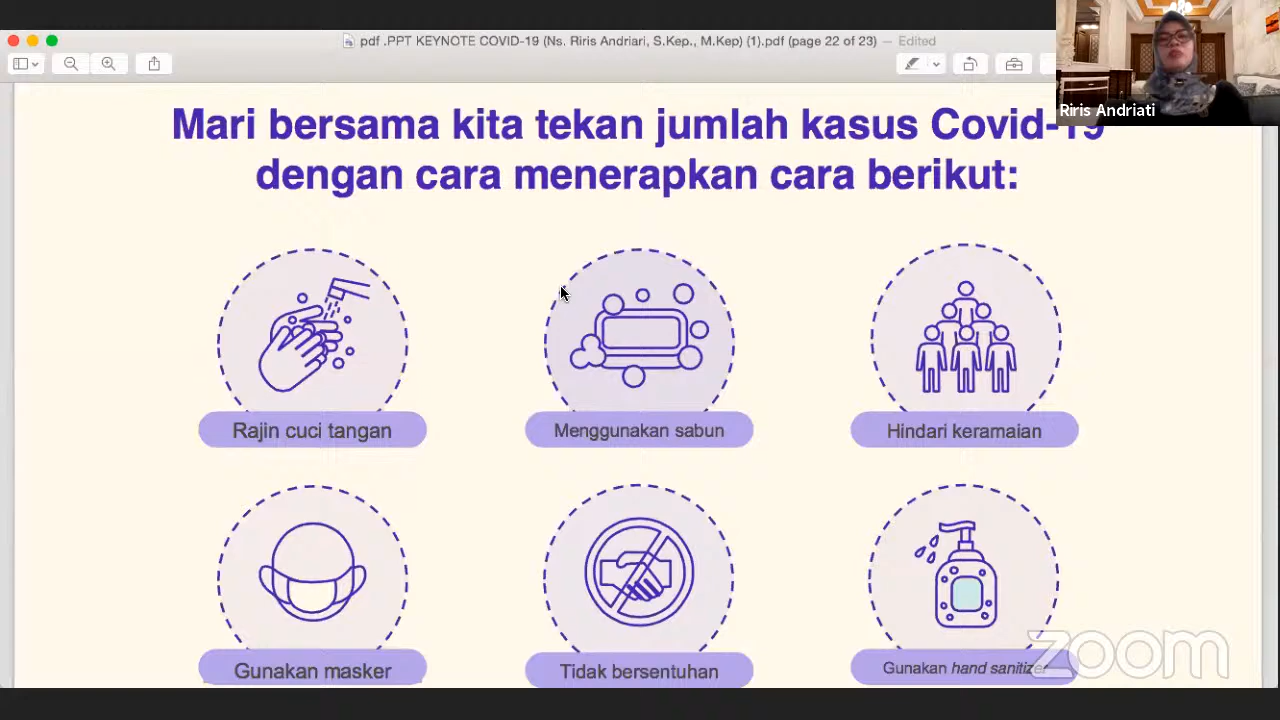 pdf .PPT KEYNOTE COVID-19 (Ns. Riris Andriari, S.Kep., M.Kep) (1).pdf (page 22 of 23) — Edited
Riris Andriati
Mari bersama kita tekan jumlah kasus Covid-19
dengan cara menerapkan cara berikut:
Rajin cuci tangan
Menggunakan sabun
Hindari keramaian
Gunakan masker
Tidak bersentuhan
Gunakan hand sanitizer
zoom